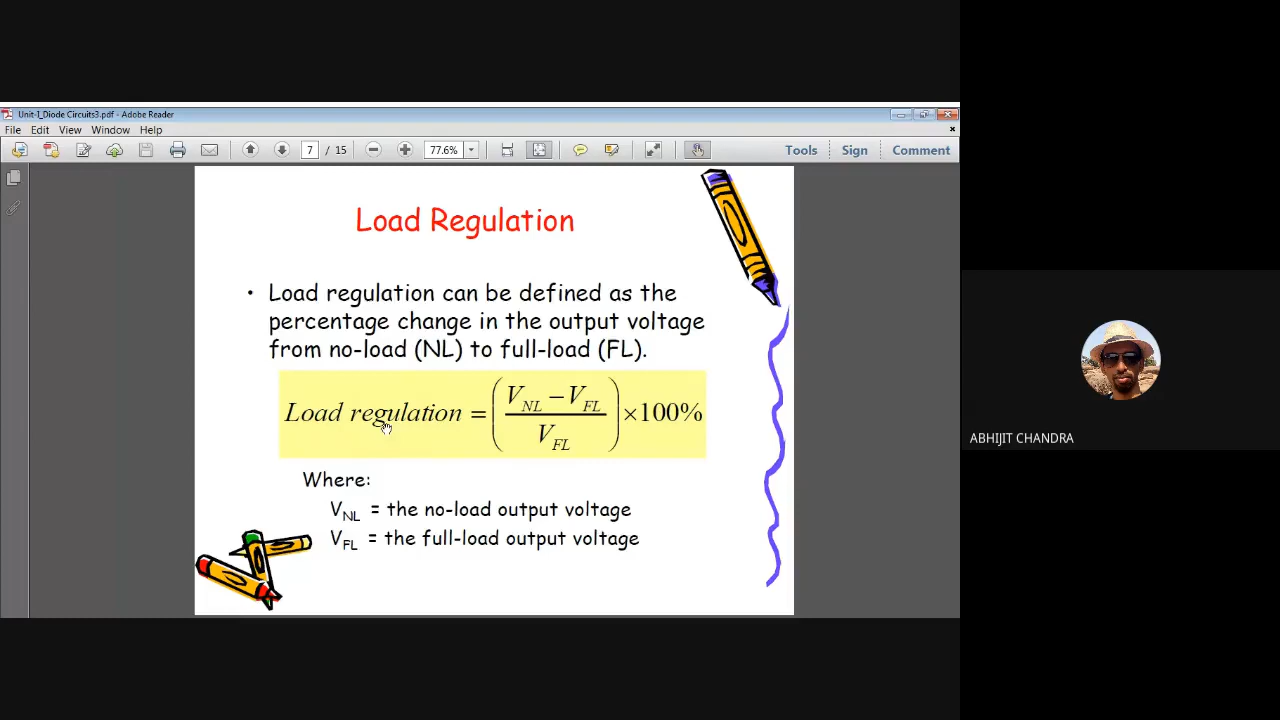 Unit-I_Diode Circuits3.pdf - Adobe Reader
File Edit View Window Help
7 / 15 77.6% Tools Sign Comment
Load Regulation
• Load regulation can be defined as the
percentage change in the output voltage
from no-load (NL) to full-load (FL).
Load regulation = ( (V_NL − V_FL) / V_FL ) × 100%
Where:
V_NL = the no-load output voltage
V_FL = the full-load output voltage
ABHIJIT CHANDRA